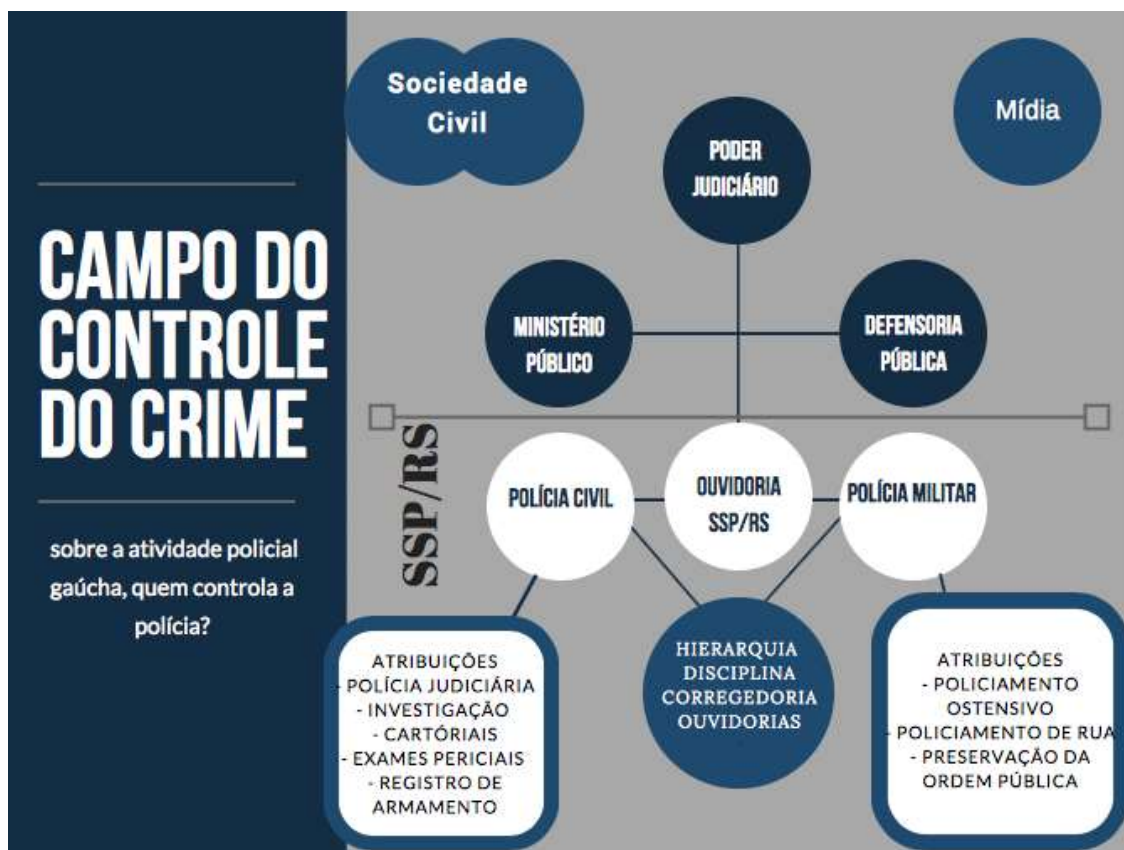 CAMPO DO
CONTROLE
DO CRIME
sobre a atividade policial
gaúcha, quem controla a
polícia?
Sociedade
Civil
Mídia
PODER
JUDICIÁRIO
MINISTÉRIO
PÚBLICO
DEFENSORIA
PÚBLICA
SSP/RS
POLÍCIA CIVIL
OUVIDORIA
SSP/RS
POLÍCIA MILITAR
ATRIBUIÇÕES
- POLÍCIA JUDICIÁRIA
- INVESTIGAÇÃO
- CARTÓRIAIS
- EXAMES PERICIAIS
- REGISTRO DE
ARMAMENTO
HIERARQUIA
DISCIPLINA
CORREGEDORIA
OUVIDORIAS
ATRIBUIÇÕES
- POLICIAMENTO
OSTENSIVO
- POLICIAMENTO DE RUA
- PRESERVAÇÃO DA
ORDEM PÚBLICA